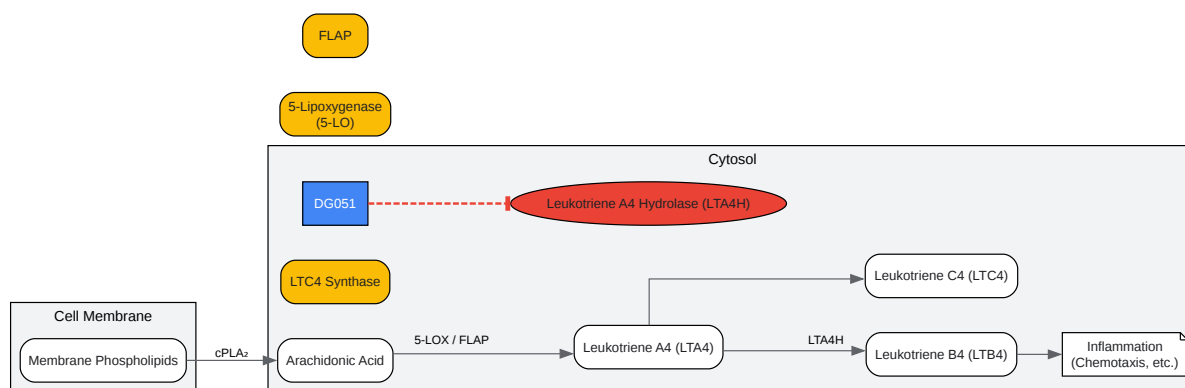 FLAP
5-Lipoxygenase
(5-LO)
Cytosol
DG051
Leukotriene A4 Hydrolase (LTA4H)
LTC4 Synthase
Leukotriene C4 (LTC4)
Cell Membrane
Membrane Phospholipids
cPLA₂
Arachidonic Acid
5-LOX / FLAP
Leukotriene A4 (LTA4)
LTA4H
Leukotriene B4 (LTB4)
Inflammation
(Chemotaxis, etc.)